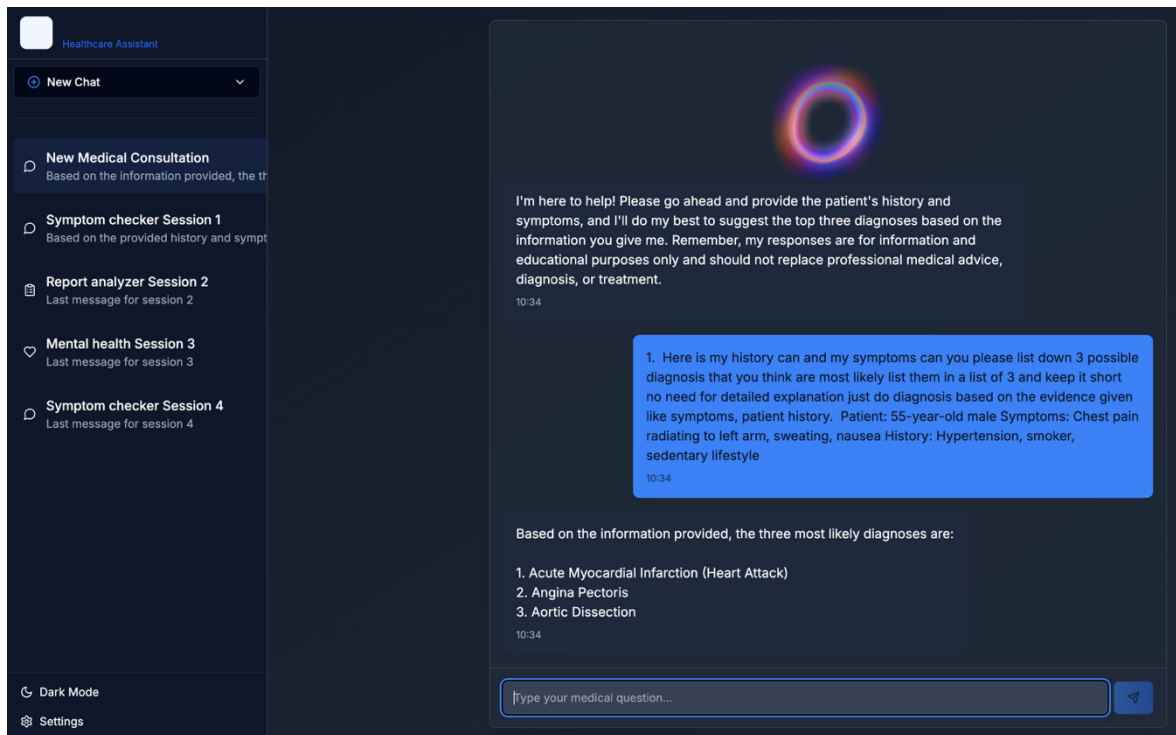 Healthcare Assistant
New Chat
New Medical Consultation
Based on the information provided, the th
Symptom checker Session 1
Based on the provided history and sympt
Report analyzer Session 2
Last message for session 2
Mental health Session 3
Last message for session 3
Symptom checker Session 4
Last message for session 4
Dark Mode
Settings
I'm here to help! Please go ahead and provide the patient's history and
symptoms, and I'll do my best to suggest the top three diagnoses based on the
information you give me. Remember, my responses are for information and
educational purposes only and should not replace professional medical advice,
diagnosis, or treatment.
10:34
1. Here is my history can and my symptoms can you please list down 3 possible
diagnosis that you think are most likely list them in a list of 3 and keep it short
no need for detailed explanation just do diagnosis based on the evidence given
like symptoms, patient history. Patient: 55-year-old male Symptoms: Chest pain
radiating to left arm, sweating, nausea History: Hypertension, smoker,
sedentary lifestyle
10:34
Based on the information provided, the three most likely diagnoses are:
1. Acute Myocardial Infarction (Heart Attack)
2. Angina Pectoris
3. Aortic Dissection
10:34
Type your medical question...